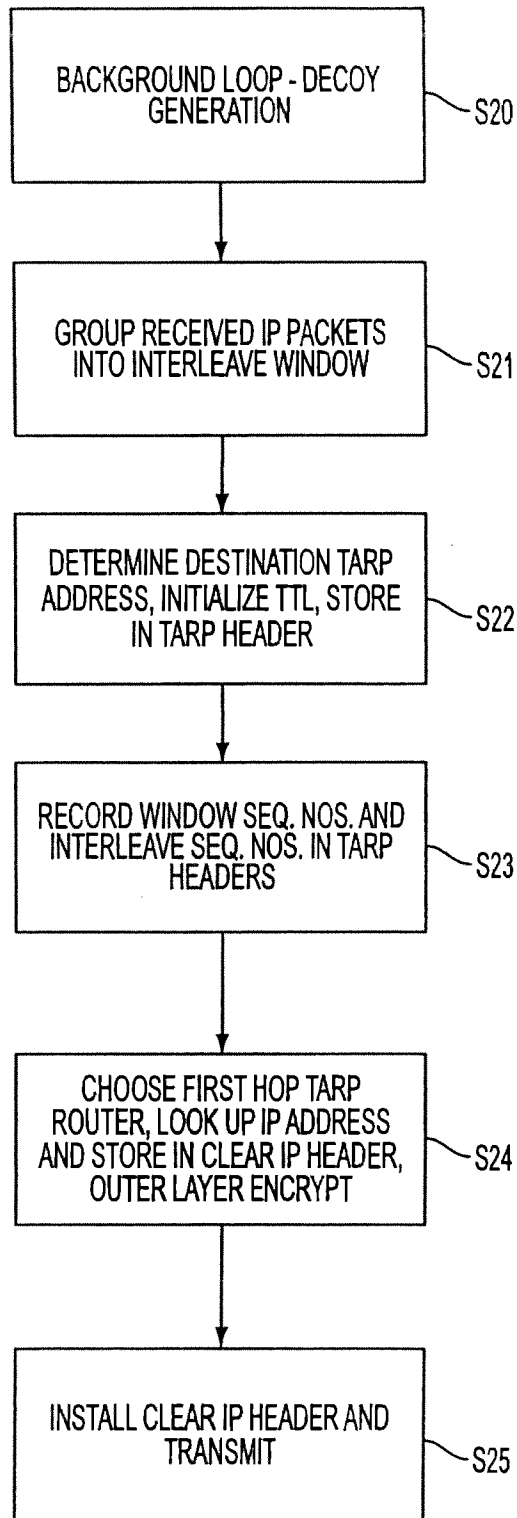 BACKGROUND LOOP - DECOY
GENERATION
S20
GROUP RECEIVED IP PACKETS
INTO INTERLEAVE WINDOW
S21
DETERMINE DESTINATION TARP
ADDRESS, INITIALIZE TTL, STORE
IN TARP HEADER
S22
RECORD WINDOW SEQ. NOS. AND
INTERLEAVE SEQ. NOS. IN TARP
HEADERS
S23
CHOOSE FIRST HOP TARP
ROUTER, LOOK UP IP ADDRESS
AND STORE IN CLEAR IP HEADER,
OUTER LAYER ENCRYPT
S24
INSTALL CLEAR IP HEADER AND
TRANSMIT
S25